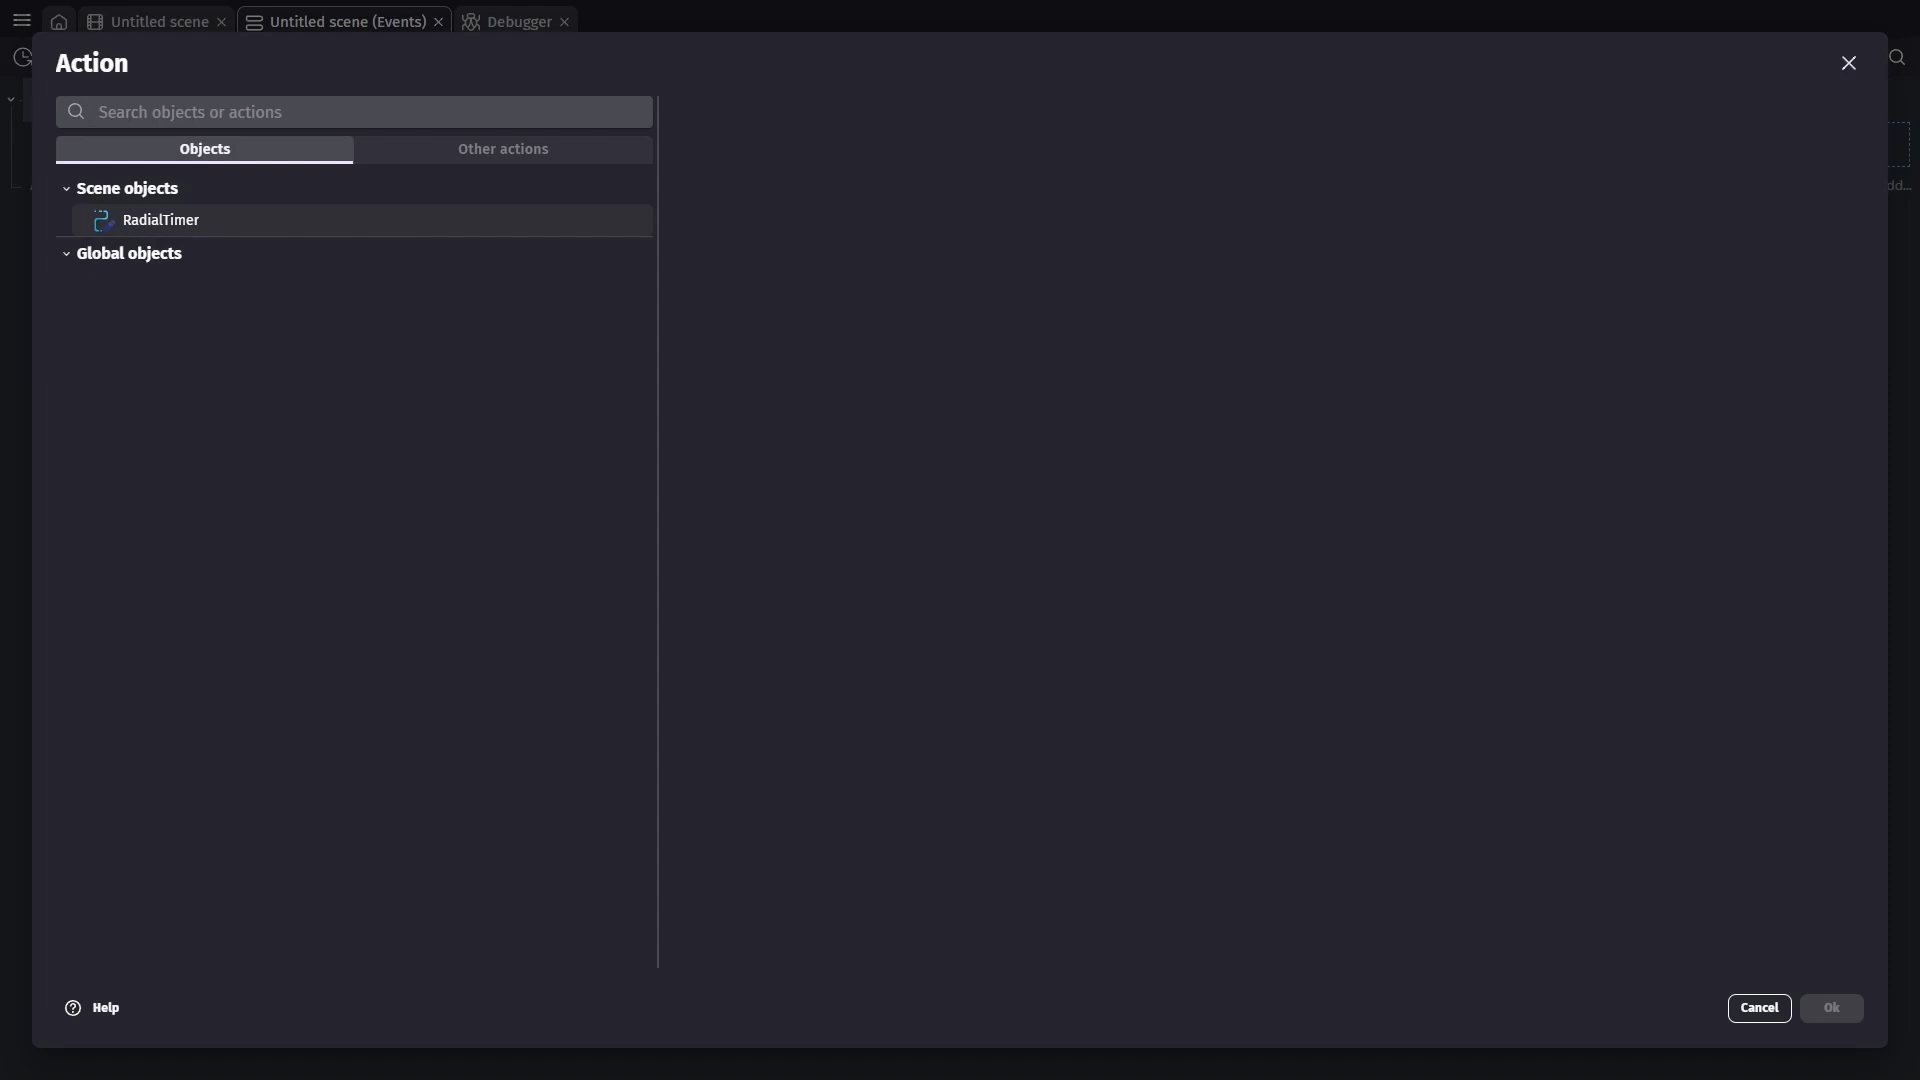 Untitled scene
Untitled scene (Events)
Debugger
Action
Search objects or actions
Objects
Other actions
Scene objects
RadialTimer
Global objects
dd...
Help
Cancel
Ok